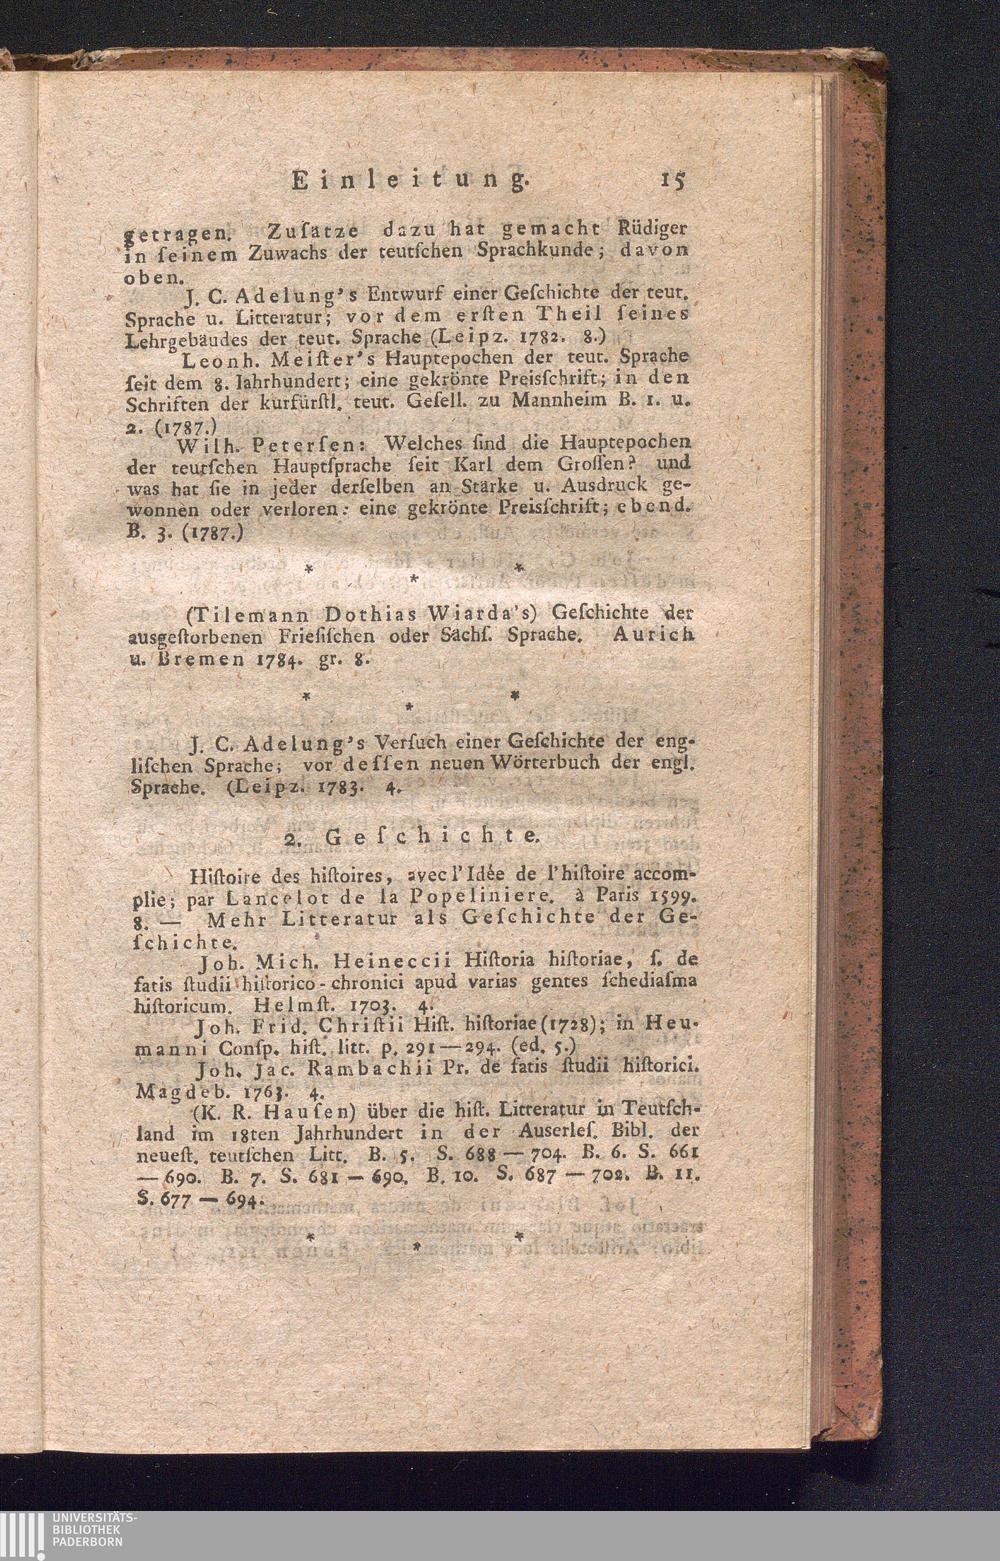 Einleitung. 15
getragen. Zuſätze dazu hat gemacht Rüdiger
in ſeinem Zuwachs der teutſchen Sprachkunde; davon
oben.
J. C. Adelung's Entwurf einer Geſchichte der teut.
Sprache u. Litteratur; vor dem erſten Theil ſeines
Lehrgebäudes der teut. Sprache (Leipz. 1782. 8.)
Leonh. Meiſter's Hauptepochen der teut. Sprache
ſeit dem 8. Iahrhundert; eine gekrönte Preisſchrift; in den
Schriften der kurfürſtl. teut. Geſell. zu Mannheim B. 1. u.
2. (1787.)
Wilh. Peterſen: Welches ſind die Hauptepochen
der teutſchen Hauptſprache ſeit Karl dem Groſſen? und
was hat ſie in jeder derſelben an Stärke u. Ausdruck ge-
wonnen oder verloren: eine gekrönte Preisſchrift; ebend.
B. 3. (1787.)
* * *
(Tilemann Dothias Wiarda's) Geſchichte der
ausgeſtorbenen Frieſiſchen oder Sächſ. Sprache. Aurich
u. Bremen 1784. gr. 8.
* * *
J. C. Adelung's Verſuch einer Geſchichte der eng-
liſchen Sprache; vor deſſen neuen Wörterbuch der engl.
Sprache. (Leipz. 1783. 4.
2. Geſchichte.
Hiſtoire des hiſtoires, avec l'Idée de l'hiſtoire accom-
plie; par Lancelot de la Popeliniere. à Paris 1599.
8. — Mehr Litteratur als Geſchichte der Ge-
ſchichte.
Joh. Mich. Heineccii Hiſtoria hiſtoriae, ſ. de
fatis ſtudii hiſtorico-chronici apud varias gentes ſchediaſma
hiſtoricum. Helmſt. 1703. 4.
Joh. Frid. Chriſtii Hiſt. hiſtoriae (1728); in Heu-
manni Conſp. hiſt. litt. p. 291—294. (ed. 5.)
Joh. Jac. Rambachii Pr. de fatis ſtudii hiſtorici.
Magdeb. 1763. 4.
(K. R. Hauſen) über die hiſt. Litteratur in Teutſch-
land im 18ten Jahrhundert in der Auserleſ. Bibl. der
neueſt. teutſchen Litt. B. 5. S. 688 — 704. B. 6. S. 661
— 690. B. 7. S. 681 — 690. B. 10. S. 687 — 702. B. 11.
S. 677 — 694.
* * *
UNIVERSITÄTS-
BIBLIOTHEK
PADERBORN